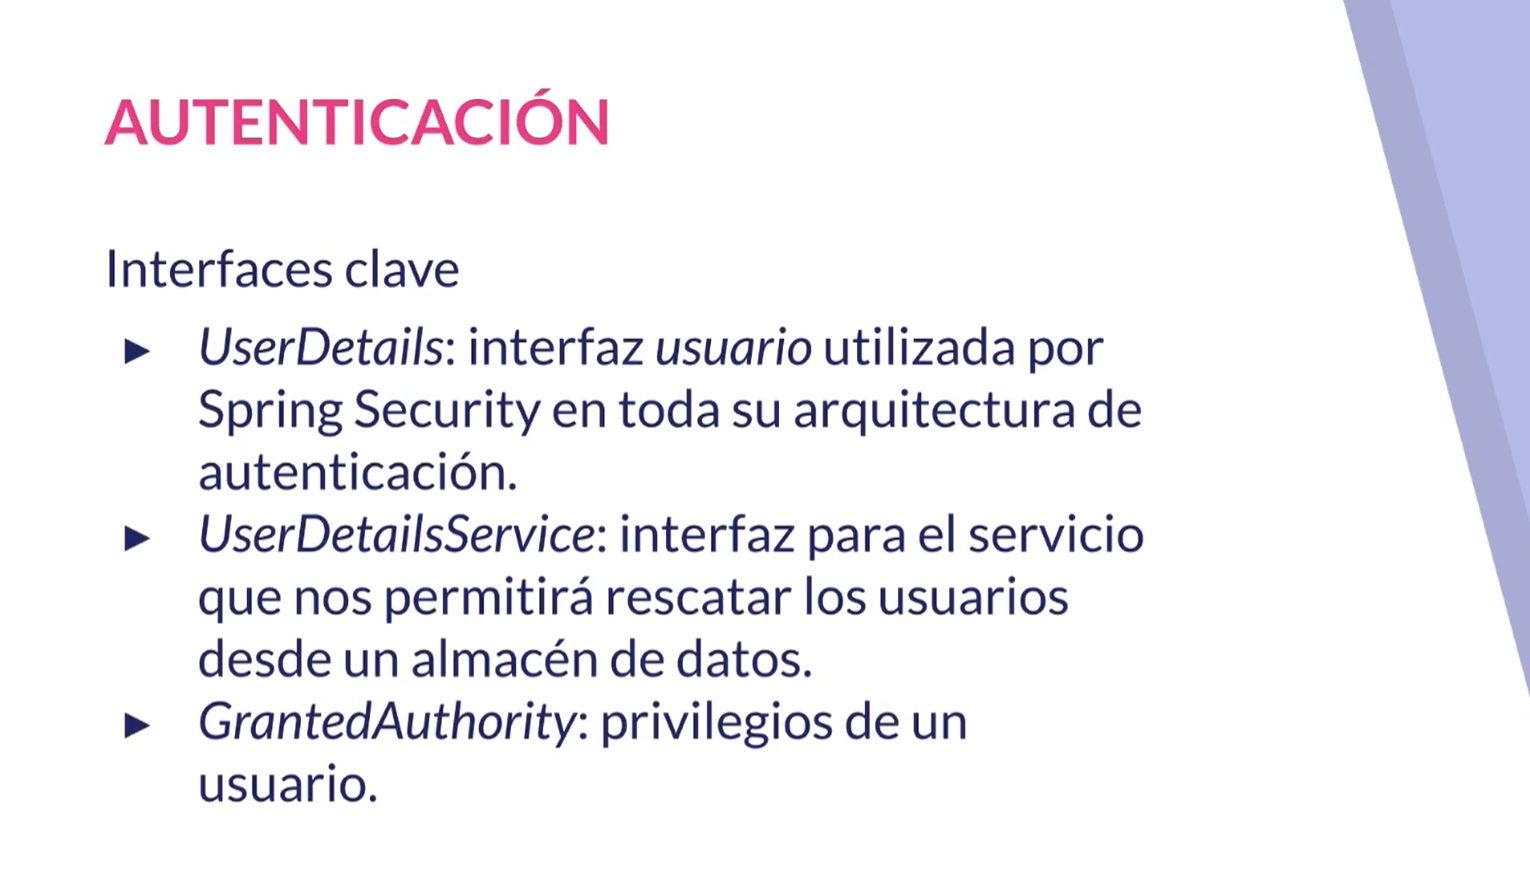 AUTENTICACIÓN
Interfaces clave
► UserDetails: interfaz usuario utilizada por
Spring Security en toda su arquitectura de
autenticación.
► UserDetailsService: interfaz para el servicio
que nos permitirá rescatar los usuarios
desde un almacén de datos.
► GrantedAuthority: privilegios de un
usuario.